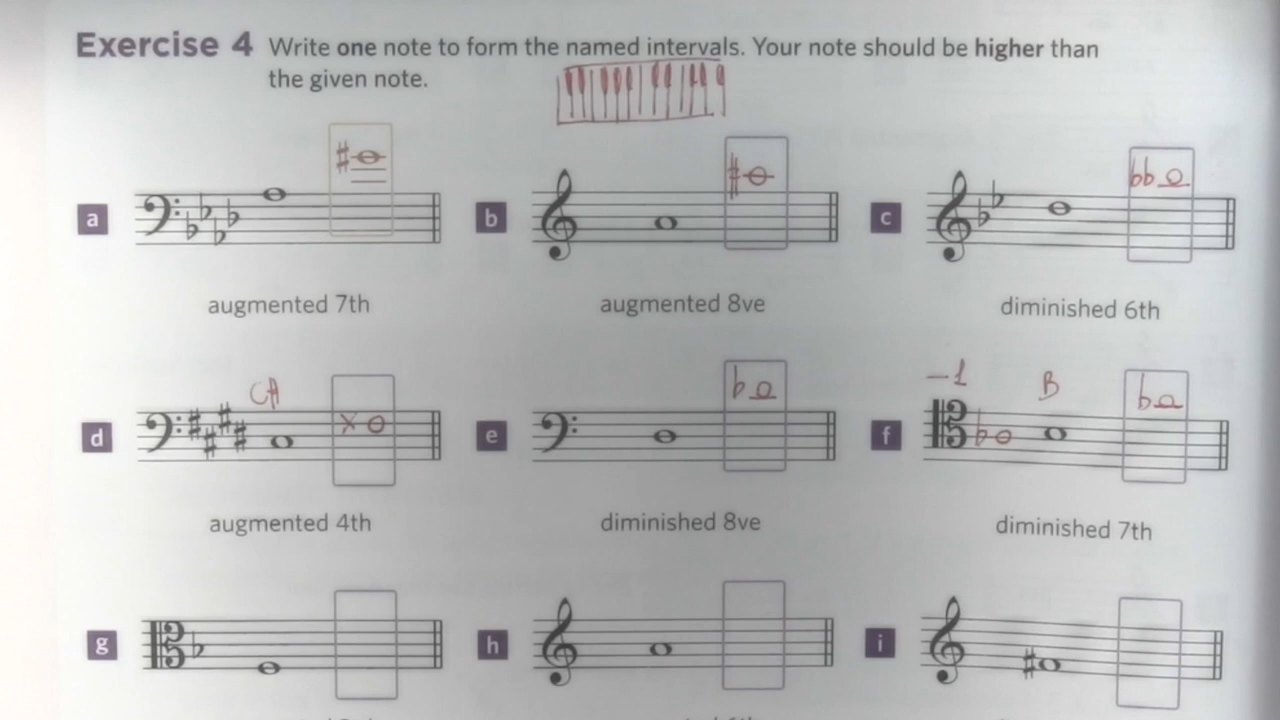 Exercise 4 Write one note to form the named intervals. Your note should be higher than
the given note.
a
b
c
augmented 7th
augmented 8ve
diminished 6th
C#
-1
B
d
e
f
augmented 4th
diminished 8ve
diminished 7th
g
h
i